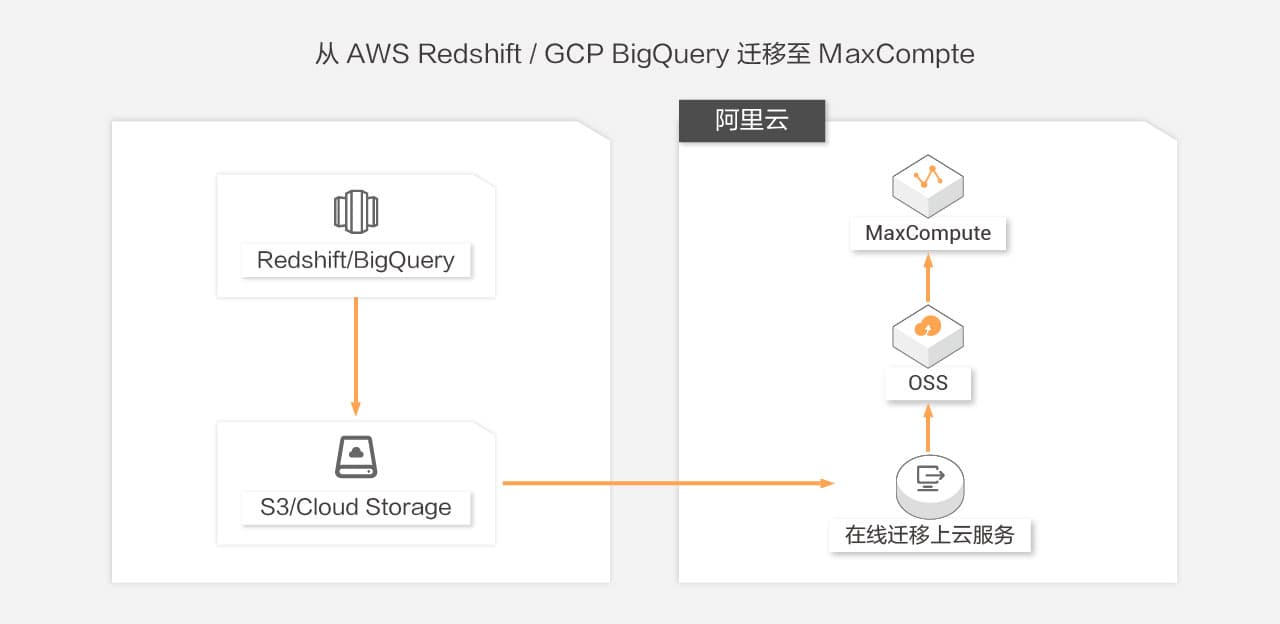 从 AWS Redshift / GCP BigQuery 迁移至 MaxCompte
Redshift/BigQuery
S3/Cloud Storage
阿里云
MaxCompute
OSS
在线迁移上云服务